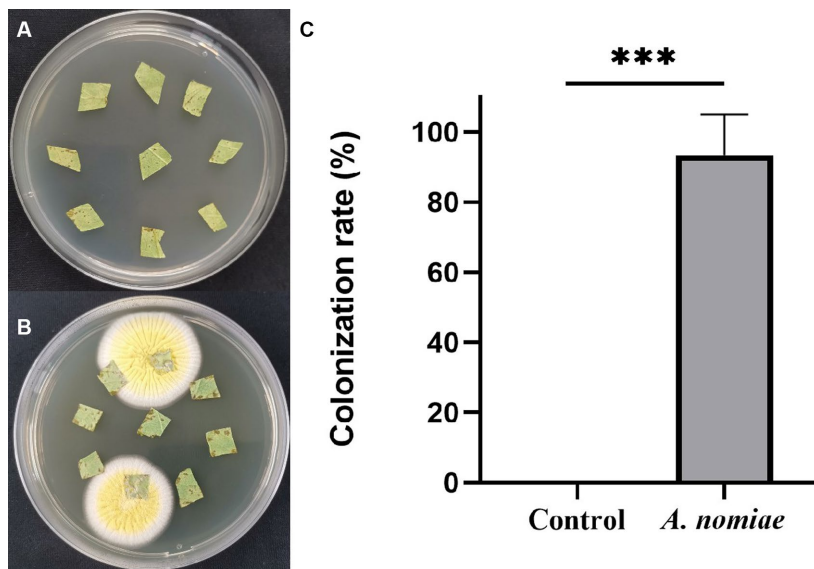 A
B
C
***
Colonization rate (%)
100
80
60
40
20
0
Control
A. nomiae